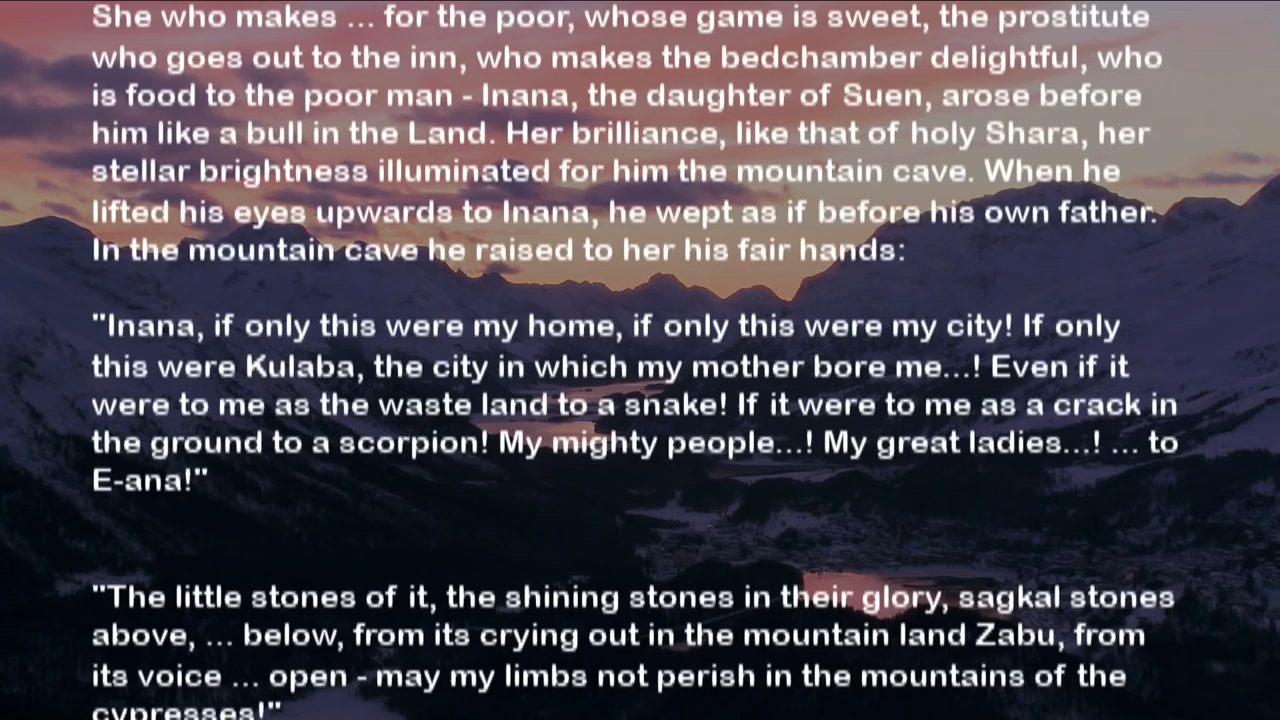 She who makes ... for the poor, whose game is sweet, the prostitute
who goes out to the inn, who makes the bedchamber delightful, who
is food to the poor man - Inana, the daughter of Suen, arose before
him like a bull in the Land. Her brilliance, like that of holy Shara, her
stellar brightness illuminated for him the mountain cave. When he
lifted his eyes upwards to Inana, he wept as if before his own father.
In the mountain cave he raised to her his fair hands:
"Inana, if only this were my home, if only this were my city! If only
this were Kulaba, the city in which my mother bore me...! Even if it
were to me as the waste land to a snake! If it were to me as a crack in
the ground to a scorpion! My mighty people...! My great ladies...! ... to
E-ana!"
"The little stones of it, the shining stones in their glory, sagkal stones
above, ... below, from its crying out in the mountain land Zabu, from
its voice ... open - may my limbs not perish in the mountains of the
cypresses!"